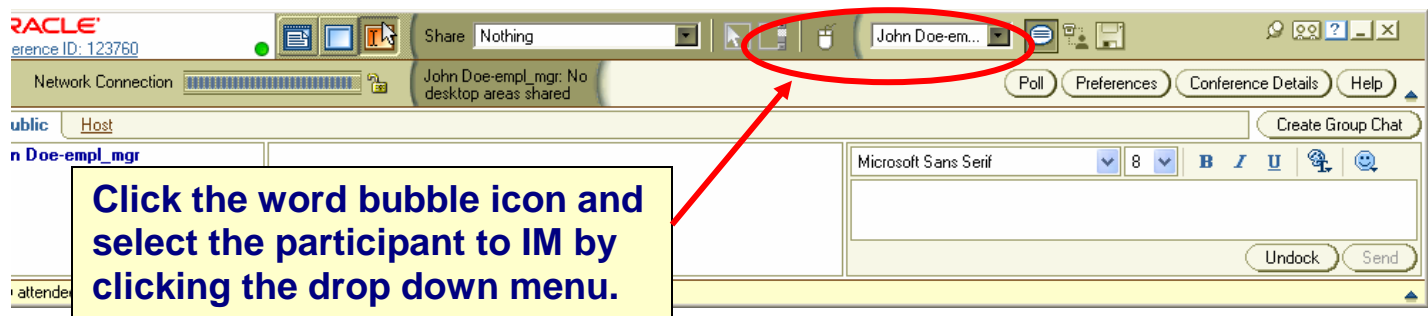 RACLE
Share Nothing John Doe-em... ?
erence ID: 123760
Network Connection John Doe-empl_mgr: No
desktop areas shared Poll Preferences Conference Details Help
ublic Host Create Group Chat
n Doe-empl_mgr Microsoft Sans Serif 8 B I U
Click the word bubble icon and
select the participant to IM by
clicking the drop down menu.
Undock Send
attende